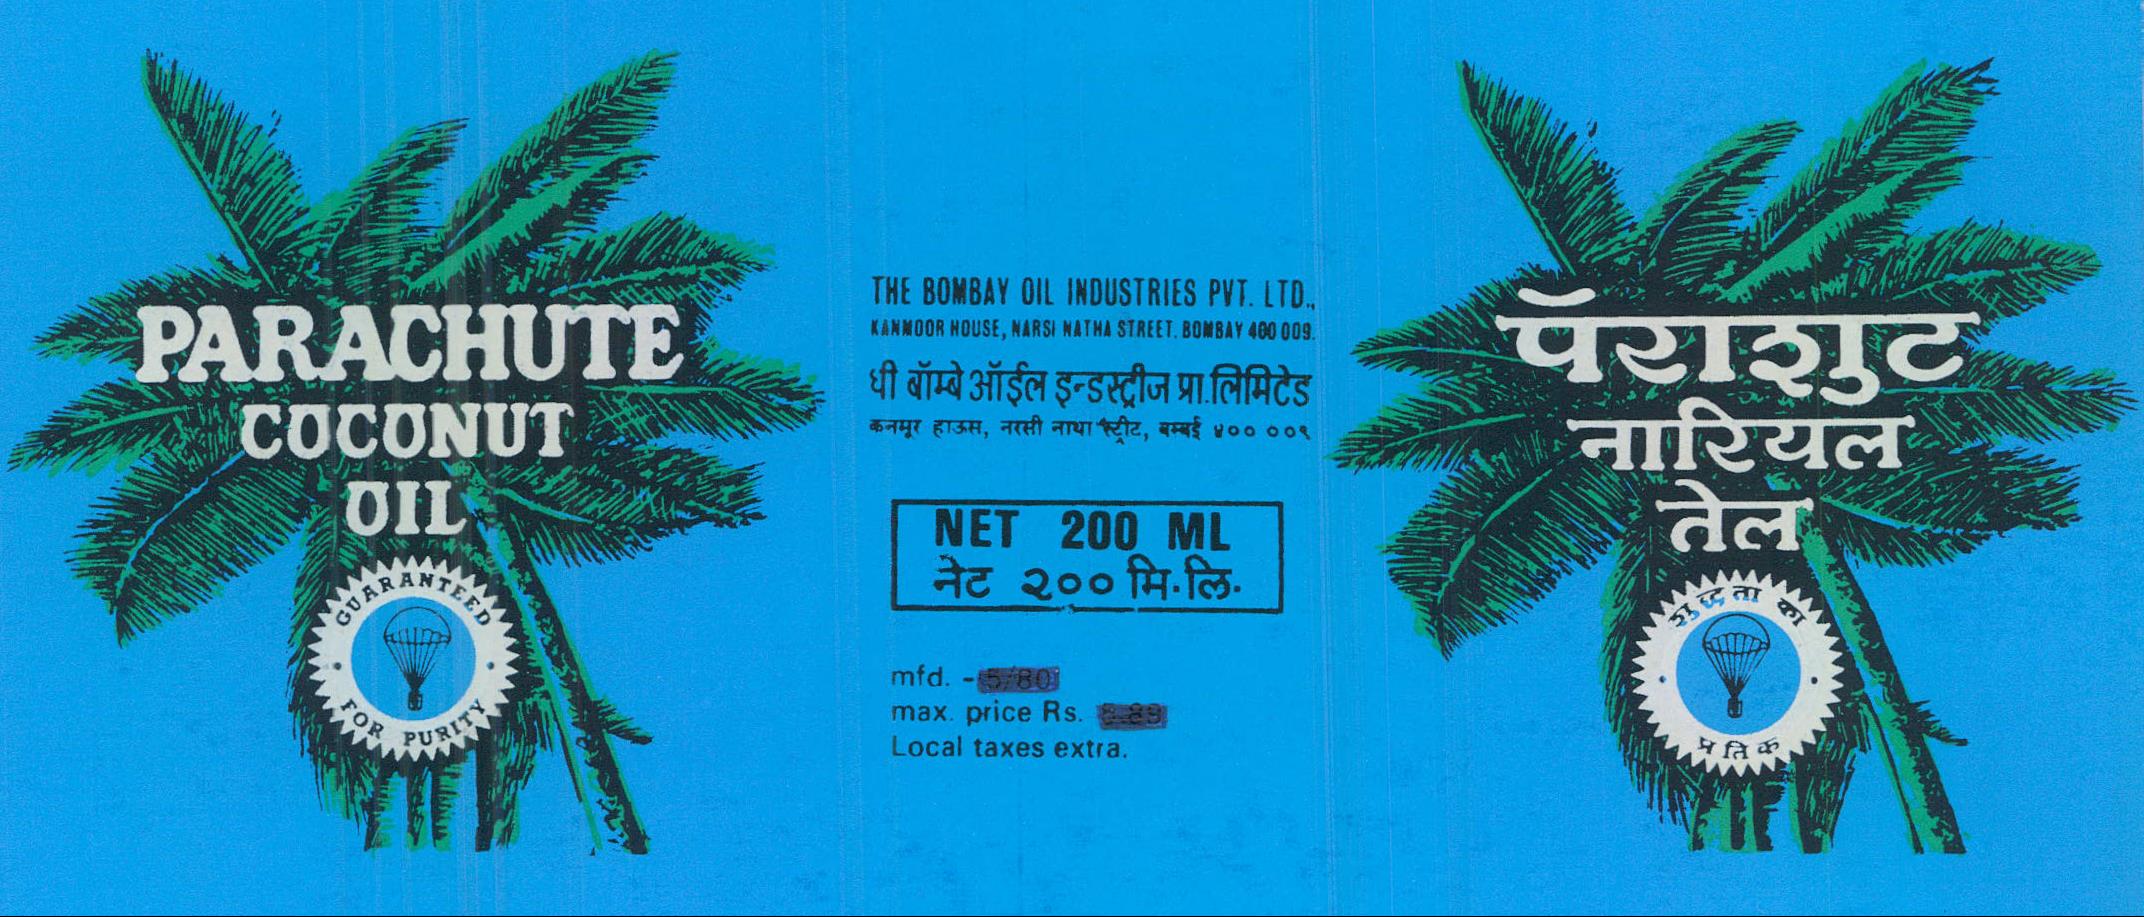 PARACHUTE
COCONUT
OIL
GUARANTEED
FOR PURITY
THE BOMBAY OIL INDUSTRIES PVT. LTD.,
KANMOOR HOUSE, NARSI NATHA STREET. BOMBAY 400 009.
धी बॉम्बे ऑईल इन्डस्ट्रीज प्रा. लिमिटेड
कनमूर हाऊस, नरसी नाथा स्ट्रीट, बम्बई ४०० ००९
NET 200 ML
नेट २०० मि.लि.
mfd. - 5/80
max. price Rs.
Local taxes extra.
पॅराशुट
नारियल
तेल
शुद्धता का
प्रतिक